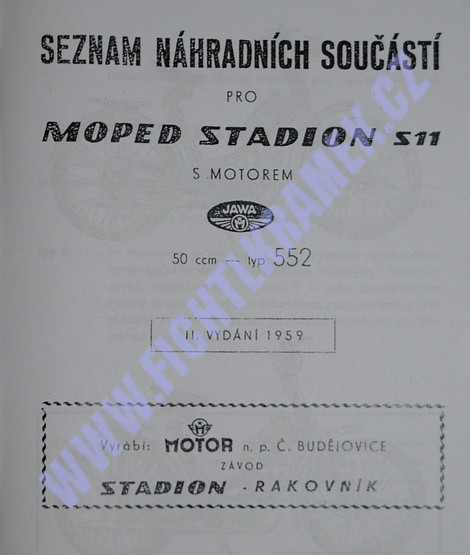 SEZNAM NÁHRADNÍCH SOUČÁSTÍ
PRO
MOPED STADION S11
S MOTOREM
JAWA
50 ccm — typ 552
II. VYDÁNÍ 1959
Vyrábí: MOTOR n. p. Č. BUDĚJOVICE
ZÁVOD
STADION - RAKOVNÍK
WWW.FICHTLKRAMEK.CZ